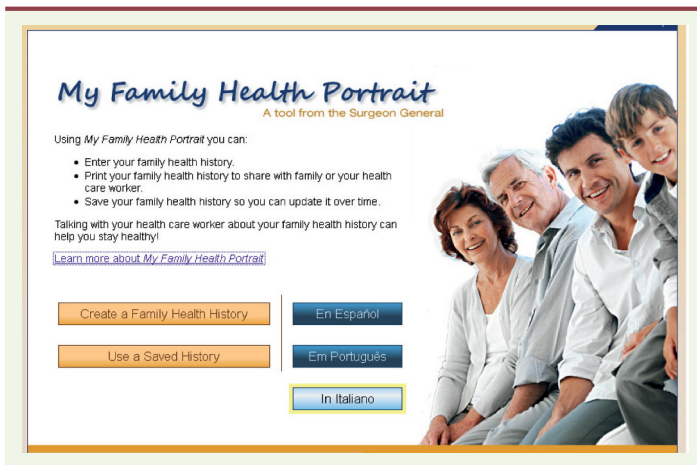 My Family Health Portrait
A tool from the Surgeon General
Using My Family Health Portrait you can:
• Enter your family health history.
• Print your family health history to share with family or your health
care worker.
• Save your family health history so you can update it over time.
Talking with your health care worker about your family health history can
help you stay healthy!
Learn more about My Family Health Portrait
Create a Family Health History
En Español
Use a Saved History
Em Português
In Italiano